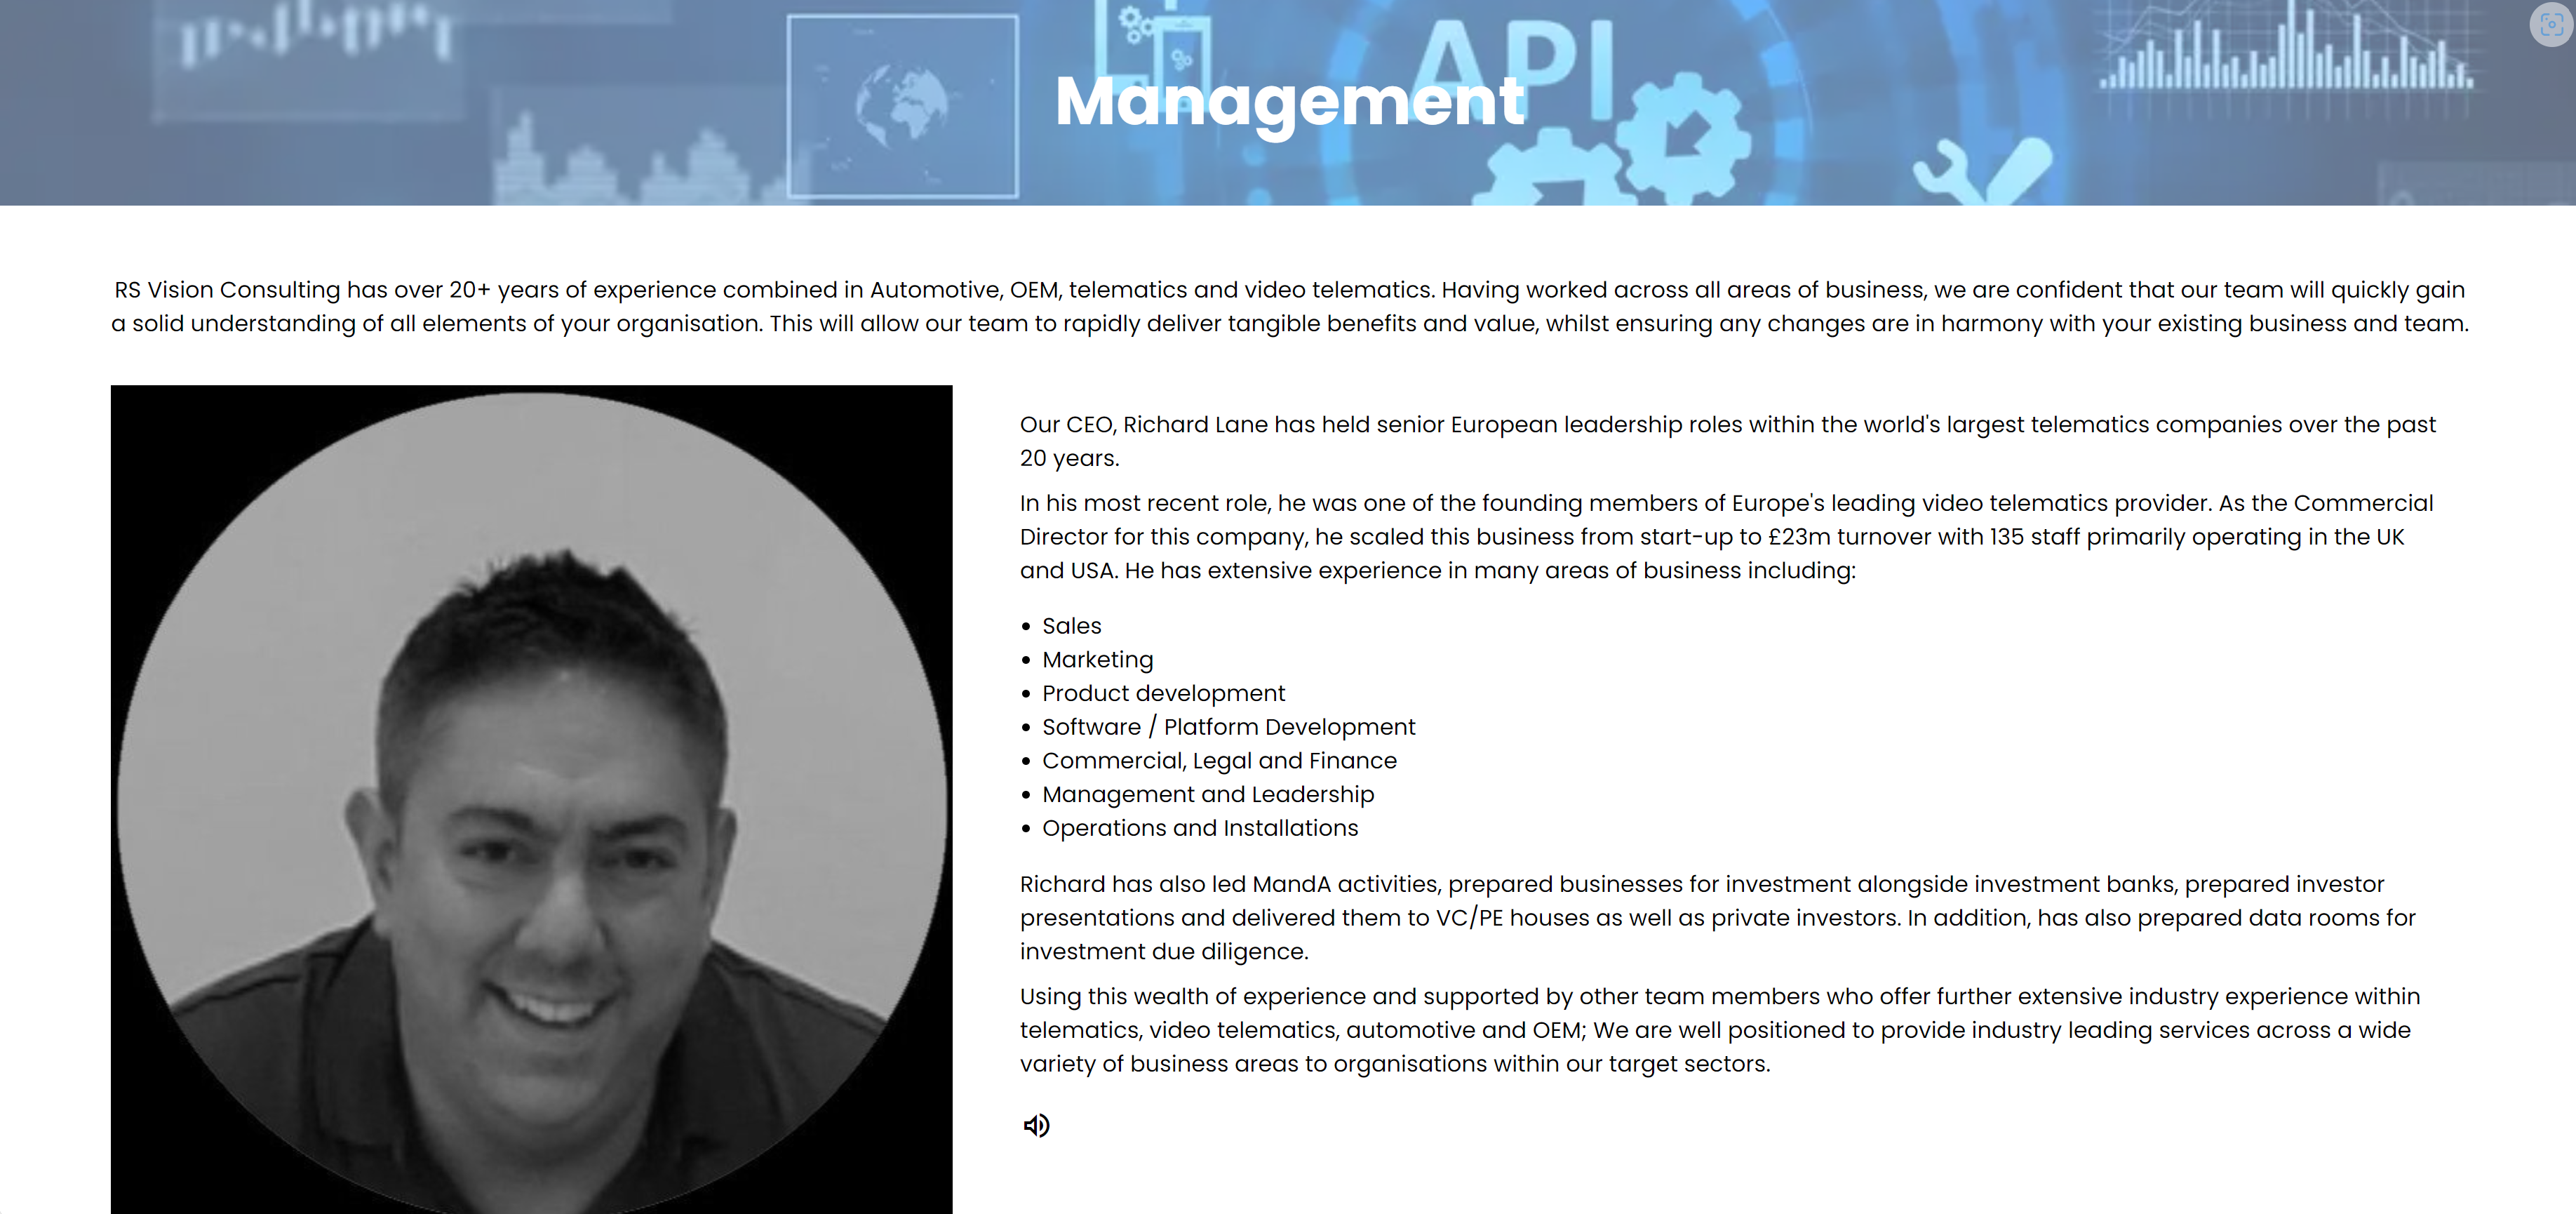 API
Management
RS Vision Consulting has over 20+ years of experience combined in Automotive, OEM, telematics and video telematics. Having worked across all areas of business, we are confident that our team will quickly gain
a solid understanding of all elements of your organisation. This will allow our team to rapidly deliver tangible benefits and value, whilst ensuring any changes are in harmony with your existing business and team.
Our CEO, Richard Lane has held senior European leadership roles within the world's largest telematics companies over the past
20 years.
In his most recent role, he was one of the founding members of Europe's leading video telematics provider. As the Commercial
Director for this company, he scaled this business from start-up to £23m turnover with 135 staff primarily operating in the UK
and USA. He has extensive experience in many areas of business including:
• Sales
• Marketing
• Product development
• Software / Platform Development
• Commercial, Legal and Finance
• Management and Leadership
• Operations and Installations
Richard has also led MandA activities, prepared businesses for investment alongside investment banks, prepared investor
presentations and delivered them to VC/PE houses as well as private investors. In addition, has also prepared data rooms for
investment due diligence.
Using this wealth of experience and supported by other team members who offer further extensive industry experience within
telematics, video telematics, automotive and OEM; We are well positioned to provide industry leading services across a wide
variety of business areas to organisations within our target sectors.